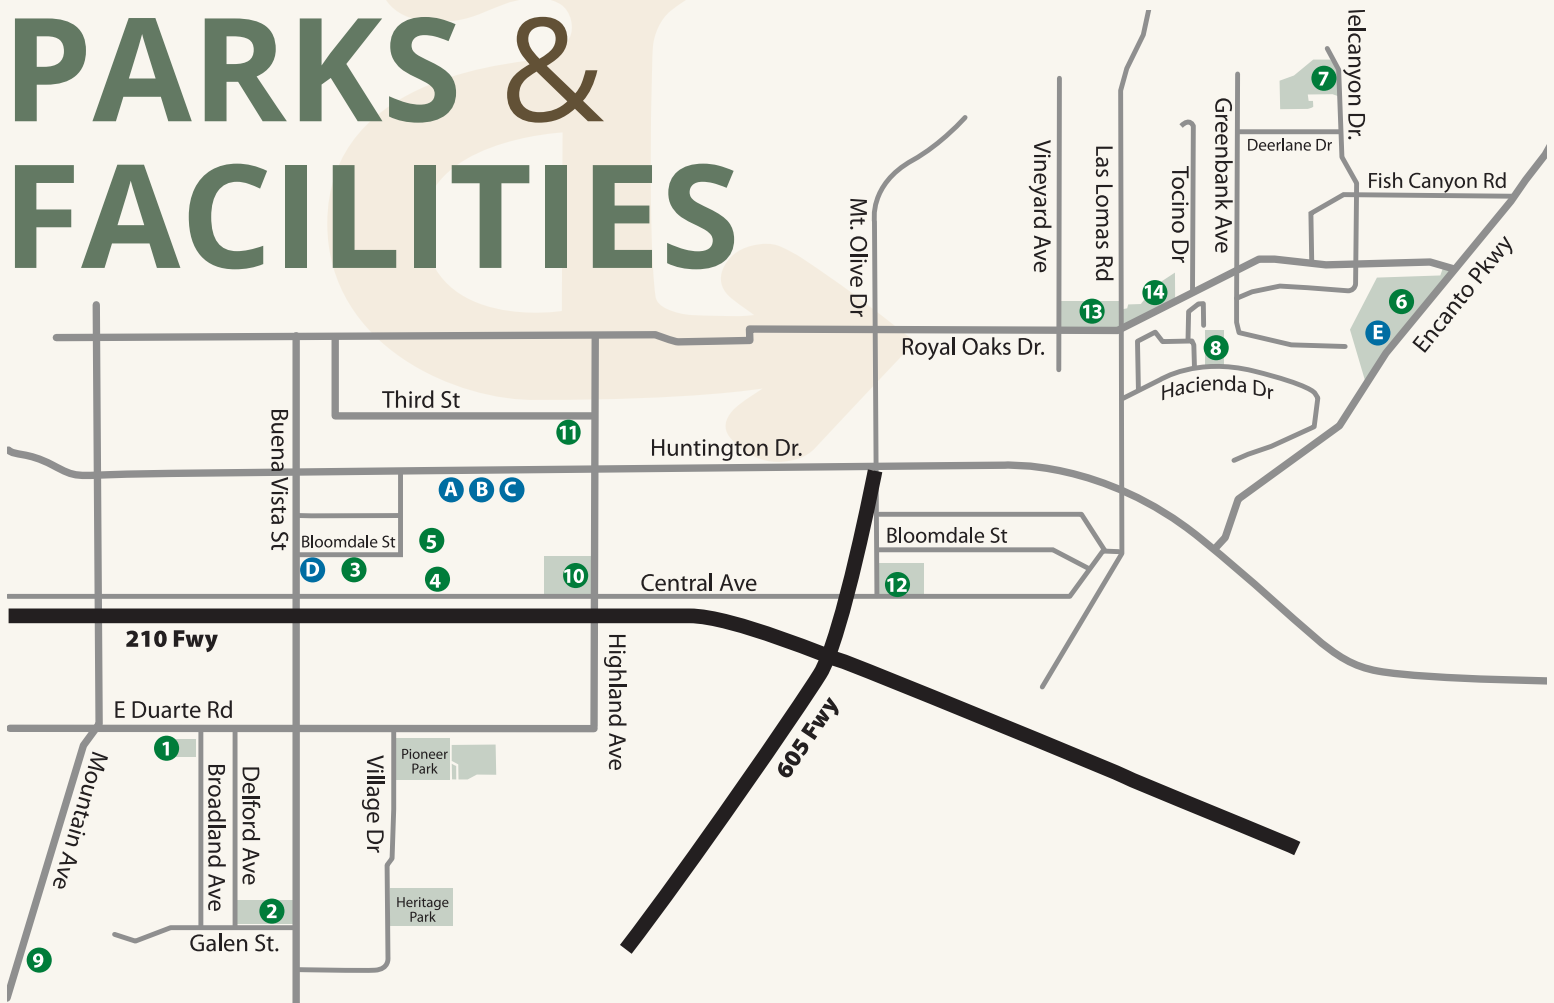 PARKS &
FACILITIES
Ielcanyon Dr.
7
Greenbank Ave
Deerlane Dr
Vineyard Ave
Las Lomas Rd
Tocino Dr
Fish Canyon Rd
Mt. Olive Dr
Encanto Pkwy
14
13
6
E
Royal Oaks Dr.
8
Hacienda Dr
Third St
11
Buena Vista St
Huntington Dr.
A B C
Bloomdale St
5
Bloomdale St
D
3
4
10
Central Ave
12
210 Fwy
Highland Ave
605 Fwy
E Duarte Rd
1
Mountain Ave
Broadland Ave
Delford Ave
Village Dr
Pioneer
Park
Heritage
Park
2
Galen St.
9